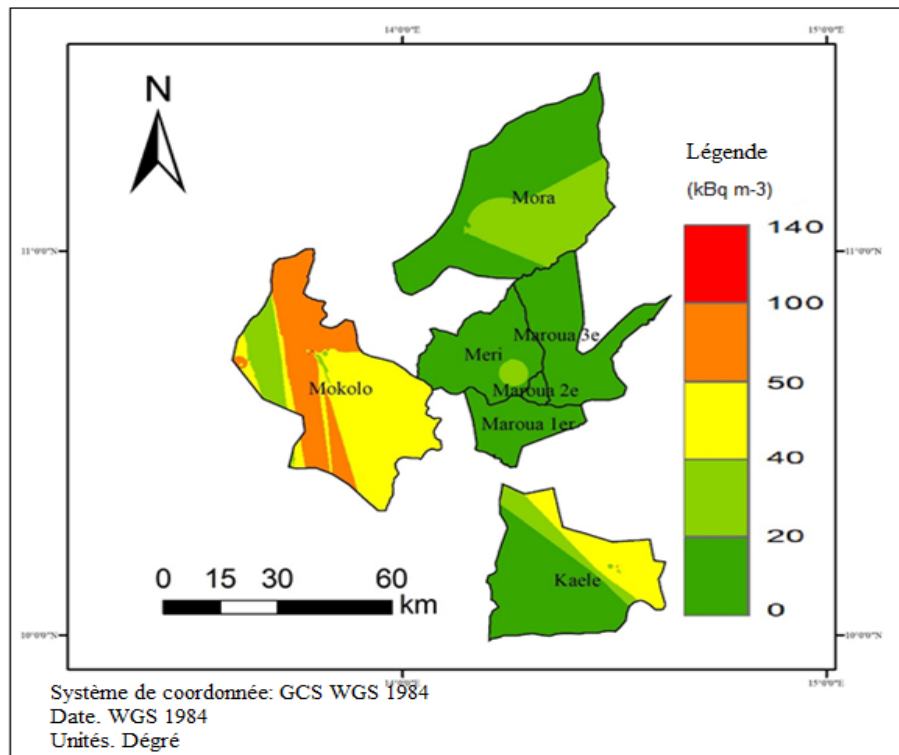 14°0'0"E
15°0'0"E
N
Légende
(kBq m-3)
140
100
50
40
20
0
11°0'0"N
11°0'0"N
Mora
Maroua 3e
Meri
Mokolo
Maroua 2e
Maroua 1er
Kaele
0 15 30 60
km
10°0'0"N
10°0'0"N
14°0'0"E
15°0'0"E
Système de coordonnée: GCS WGS 1984
Date. WGS 1984
Unités. Dégré